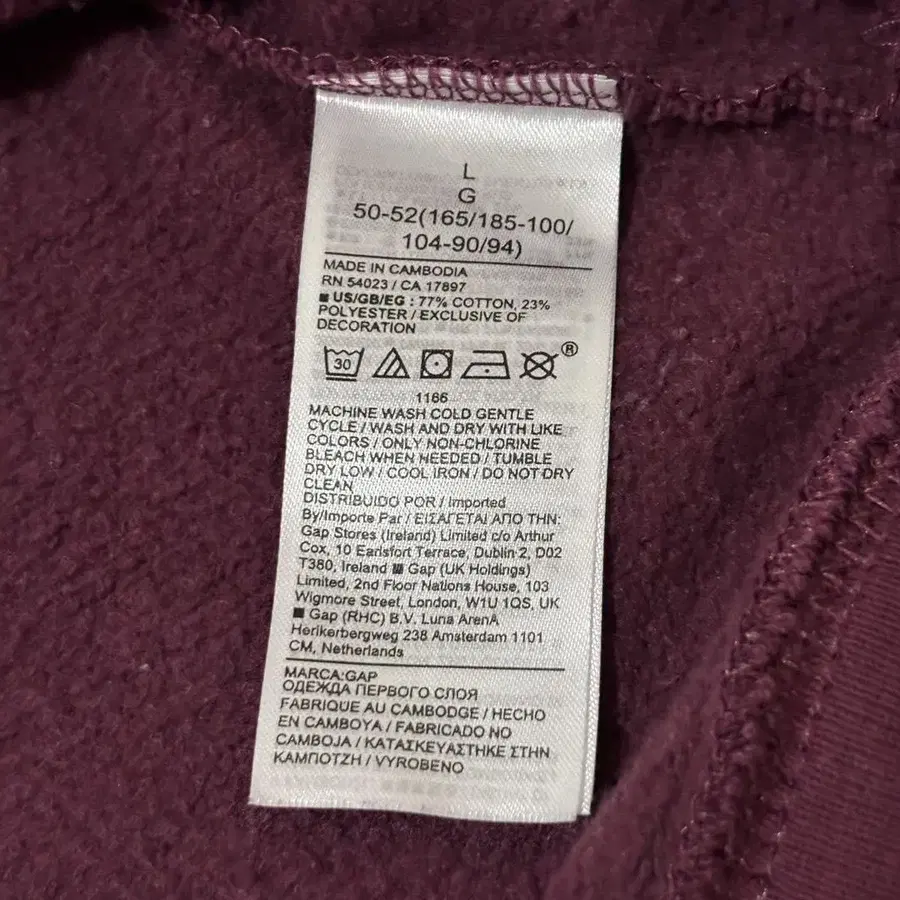 L
G
50-52(165/185-100/
104-90/94)
MADE IN CAMBODIA
RN 54023 / CA 17897
■ US/GB/EG : 77% COTTON, 23%
POLYESTER / EXCLUSIVE OF
DECORATION
30 ®
1166
MACHINE WASH COLD GENTLE
CYCLE / WASH AND DRY WITH LIKE
COLORS / ONLY NON-CHLORINE
BLEACH WHEN NEEDED / TUMBLE
DRY LOW / COOL IRON / DO NOT DRY
CLEAN
DISTRIBUIDO POR / Imported
By/Importe Par / ΕΙΣΑΓΕΤΑΙ ΑΠΟ ΤΗΝ:
Gap Stores (Ireland) Limited c/o Arthur
Cox, 10 Earlsfort Terrace, Dublin 2, D02
T380, Ireland ■ Gap (UK Holdings)
Limited, 2nd Floor Nations House, 103
Wigmore Street, London, W1U 1QS, UK
■ Gap (RHC) B.V. Luna ArenA
Herikerbergweg 238 Amsterdam 1101
CM, Netherlands
MARCA:GAP
ОДЕЖДА ПЕРВОГО СЛОЯ
FABRIQUE AU CAMBODGE / HECHO
EN CAMBOYA / FABRICADO NO
CAMBOJA / ΚΑΤΑΣΚΕΥΑΣΤΗΚΕ ΣΤΗΝ
ΚΑΜΠΟΤΖΗ / VYROBENO